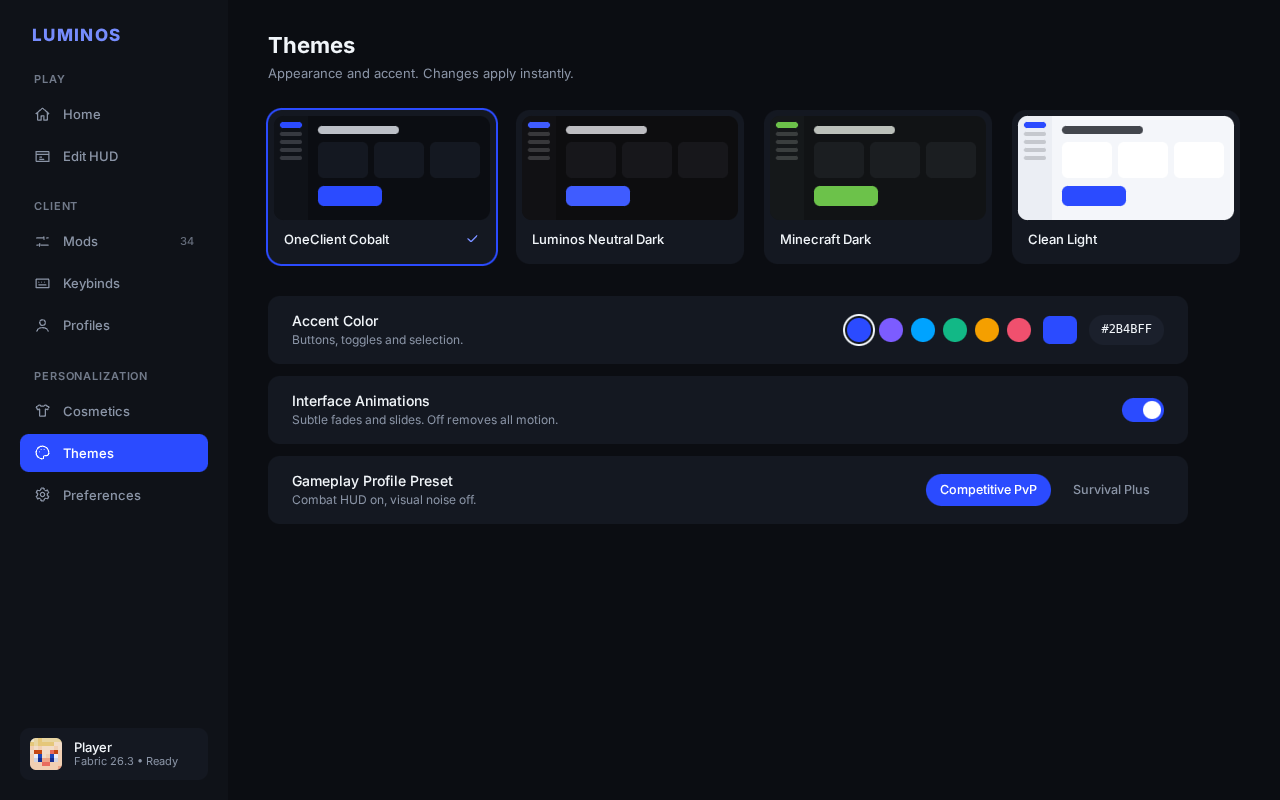 LUMINOS
PLAY
Home
Edit HUD
CLIENT
Mods 34
Keybinds
Profiles
PERSONALIZATION
Cosmetics
Themes
Preferences
Player
Fabric 26.3 • Ready
Themes
Appearance and accent. Changes apply instantly.
OneClient Cobalt
Luminos Neutral Dark
Minecraft Dark
Clean Light
Accent Color
Buttons, toggles and selection.
#2B4BFF
Interface Animations
Subtle fades and slides. Off removes all motion.
Gameplay Profile Preset
Combat HUD on, visual noise off.
Competitive PvP
Survival Plus